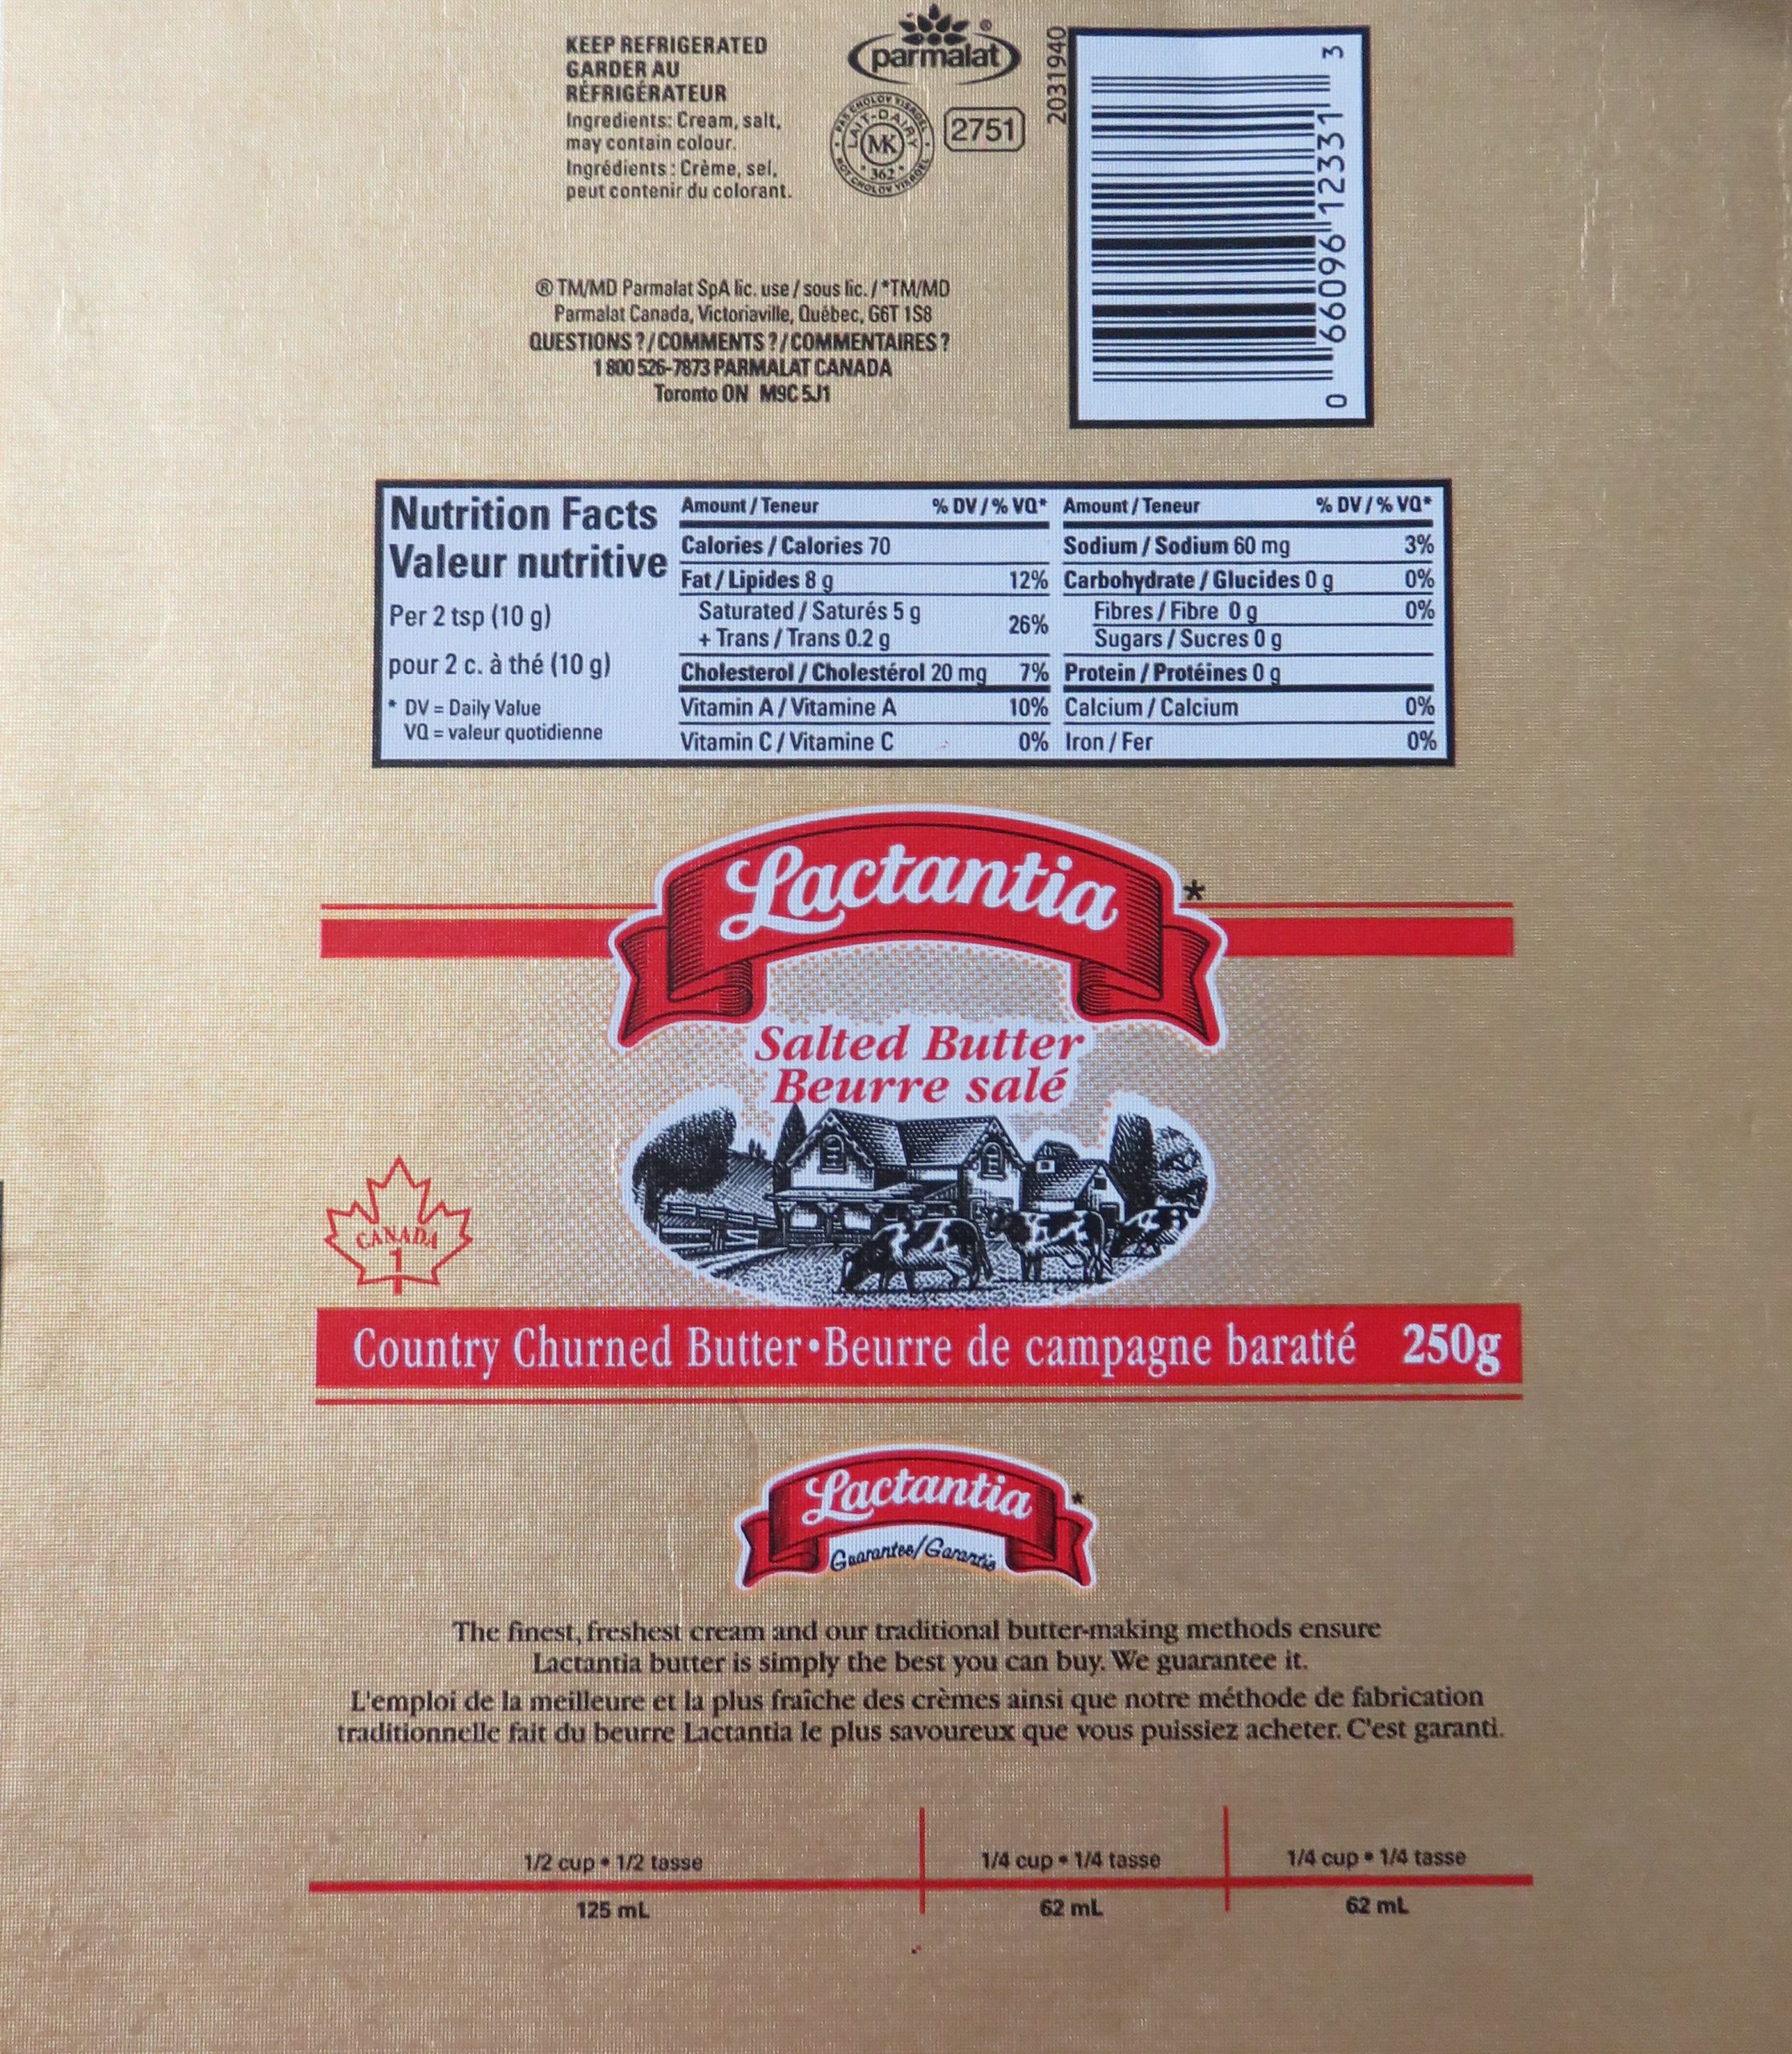 KEEP REFRIGERATED
GARDER AU
RÉFRIGÉRATEUR
Ingredients: Cream, salt,
may contain colour.
Ingrédients : Crème, sel,
peut contenir du colorant.
parmalat®
PAS CHOLOV YISROEL
LAIT-DAIRY
MK
362
NOT CHOLOV YISROEL
2751
2031940
0 66096 12331 3
® TM/MD Parmalat SpA lic. use / sous lic. / *TM/MD
Parmalat Canada, Victoriaville, Québec, G6T 1S8
QUESTIONS ? / COMMENTS ? / COMMENTAIRES ?
1 800 526-7873 PARMALAT CANADA
Toronto ON M9C 5J1
Nutrition Facts
Valeur nutritive
Per 2 tsp (10 g)
pour 2 c. à thé (10 g)
* DV = Daily Value
VQ = valeur quotidienne
Amount / Teneur % DV / % VQ*
Calories / Calories 70
Fat / Lipides 8 g 12%
Saturated / Saturés 5 g
+ Trans / Trans 0.2 g 26%
Cholesterol / Cholestérol 20 mg 7%
Vitamin A / Vitamine A 10%
Vitamin C / Vitamine C 0%
Amount / Teneur % DV / % VQ*
Sodium / Sodium 60 mg 3%
Carbohydrate / Glucides 0 g 0%
Fibres / Fibre 0 g 0%
Sugars / Sucres 0 g
Protein / Protéines 0 g
Calcium / Calcium 0%
Iron / Fer 0%
Lactantia*
Salted Butter
Beurre salé
CANADA
1
Country Churned Butter•Beurre de campagne baratté 250g
Lactantia*
Guarantee/Garantie
The finest, freshest cream and our traditional butter-making methods ensure
Lactantia butter is simply the best you can buy. We guarantee it.
L'emploi de la meilleure et la plus fraîche des crèmes ainsi que notre méthode de fabrication
traditionnelle fait du beurre Lactantia le plus savoureux que vous puissiez acheter. C'est garanti.
1/2 cup • 1/2 tasse 1/4 cup • 1/4 tasse 1/4 cup • 1/4 tasse
125 mL 62 mL 62 mL